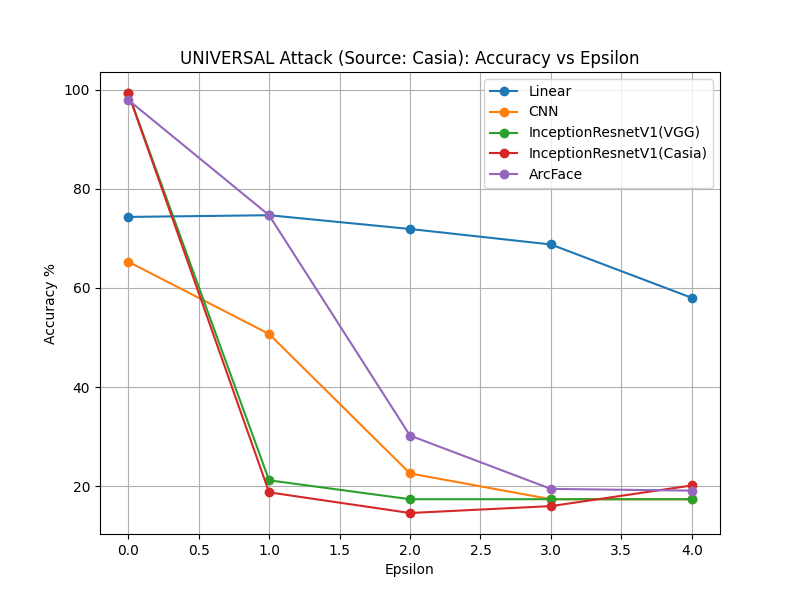 UNIVERSAL Attack (Source: Casia): Accuracy vs Epsilon
Linear
CNN
InceptionResnetV1(VGG)
InceptionResnetV1(Casia)
ArcFace
100
80
60
40
20
Accuracy %
0.0 0.5 1.0 1.5 2.0 2.5 3.0 3.5 4.0
Epsilon